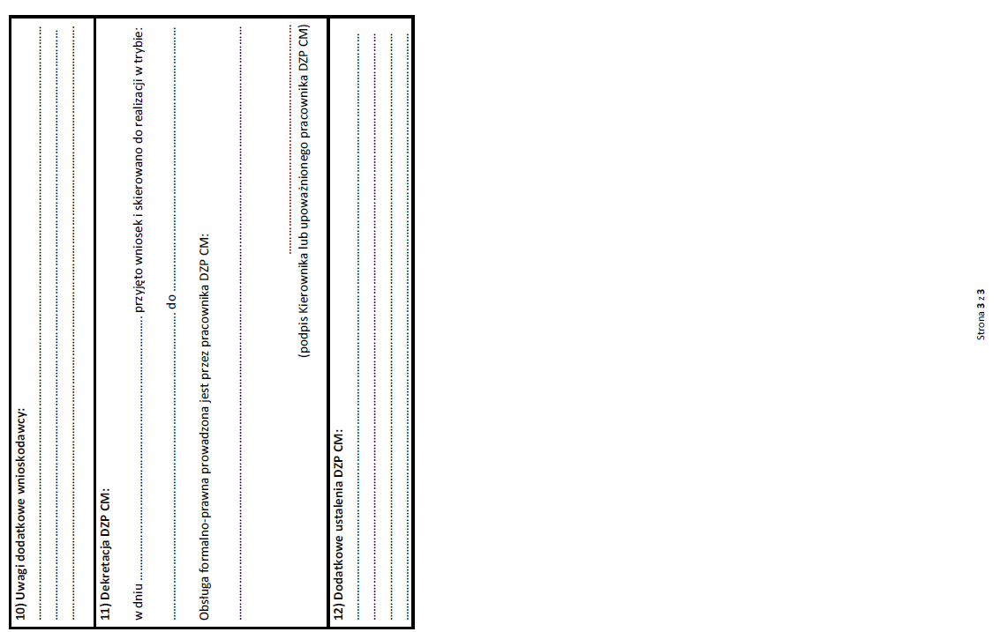 10) Uwagi dodatkowe wnioskodawcy:
................................................................................
................................................................................
................................................................................
11) Dekretacja DZP CM:
w dniu ................................................ przyjęto wniosek i skierowano do realizacji w trybie:
................................................ do ................................................
Obsługa formalno-prawna prowadzona jest przez pracownika DZP CM:
................................................................................
................................................
(podpis Kierownika lub upoważnionego pracownika DZP CM)
12) Dodatkowe ustalenia DZP CM:
................................................................................
................................................................................
................................................................................
................................................................................
Strona 3 z 3